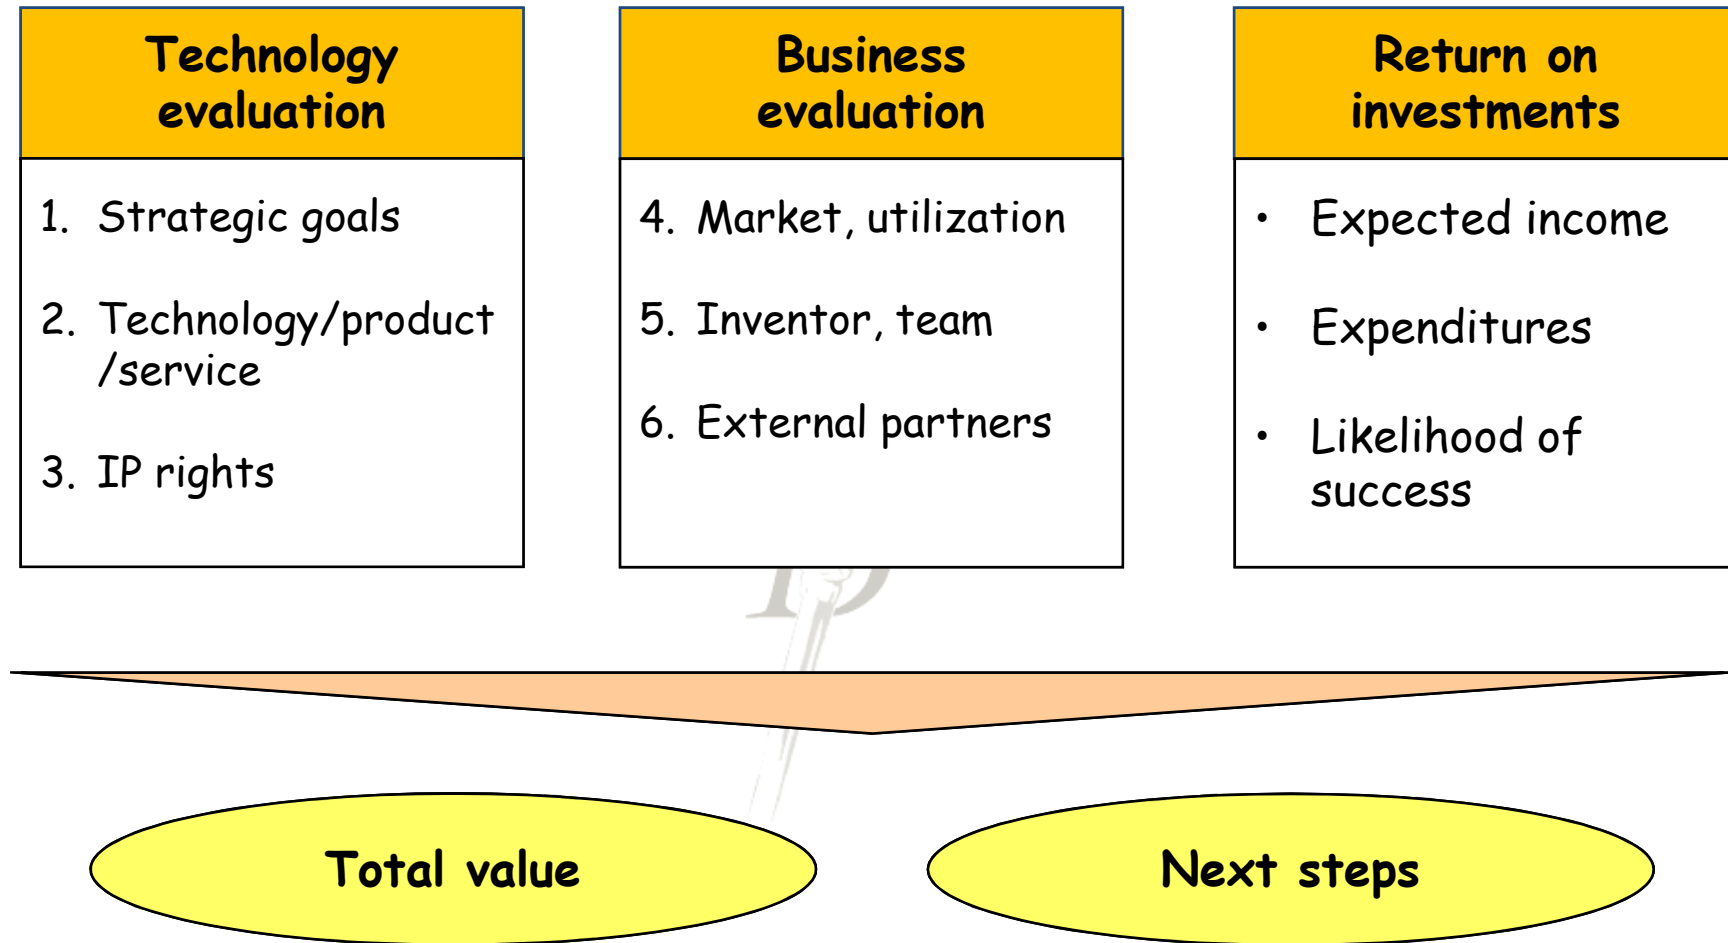 Technology
evaluation
1. Strategic goals
2. Technology/product
/service
3. IP rights
Business
evaluation
4. Market, utilization
5. Inventor, team
6. External partners
Return on
investments
• Expected income
• Expenditures
• Likelihood of
success
Total value
Next steps